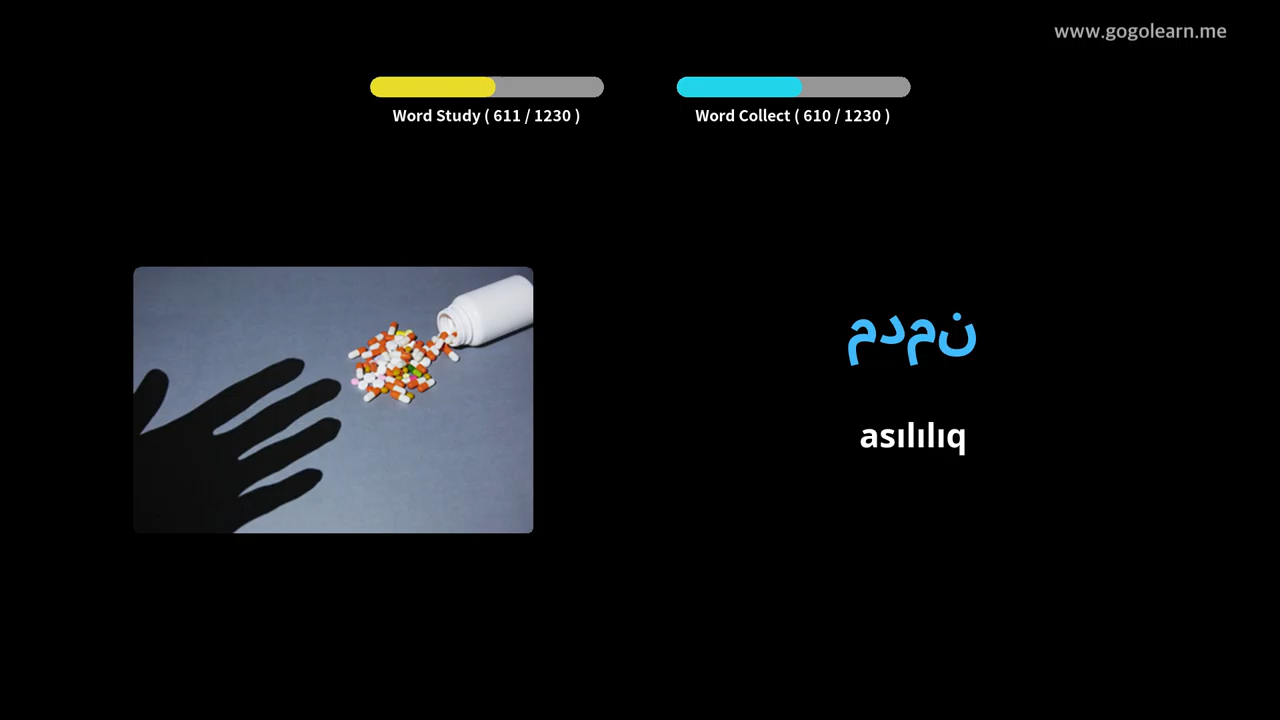 www.gogolearn.me
Word Study ( 611 / 1230 )
Word Collect ( 610 / 1230 )
مدمن
asılılıq